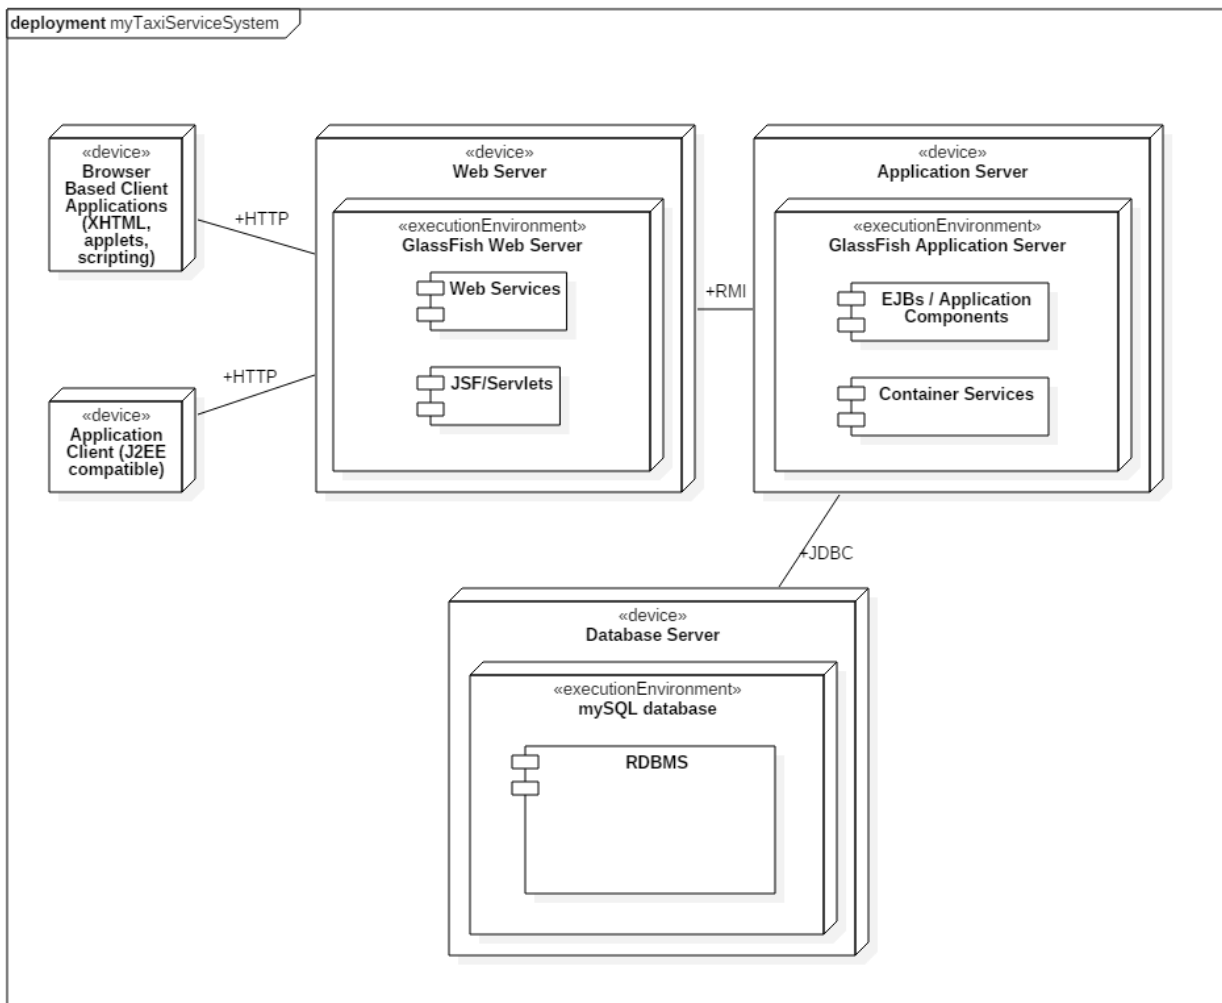 deployment myTaxiServiceSystem
«device»
Browser
Based Client
Applications
(XHTML,
applets,
scripting)
+HTTP
«device»
Application
Client (J2EE
compatible)
+HTTP
«device»
Web Server
«executionEnvironment»
GlassFish Web Server
Web Services
JSF/Servlets
+RMI
«device»
Application Server
«executionEnvironment»
GlassFish Application Server
EJBs / Application
Components
Container Services
+JDBC
«device»
Database Server
«executionEnvironment»
mySQL database
RDBMS